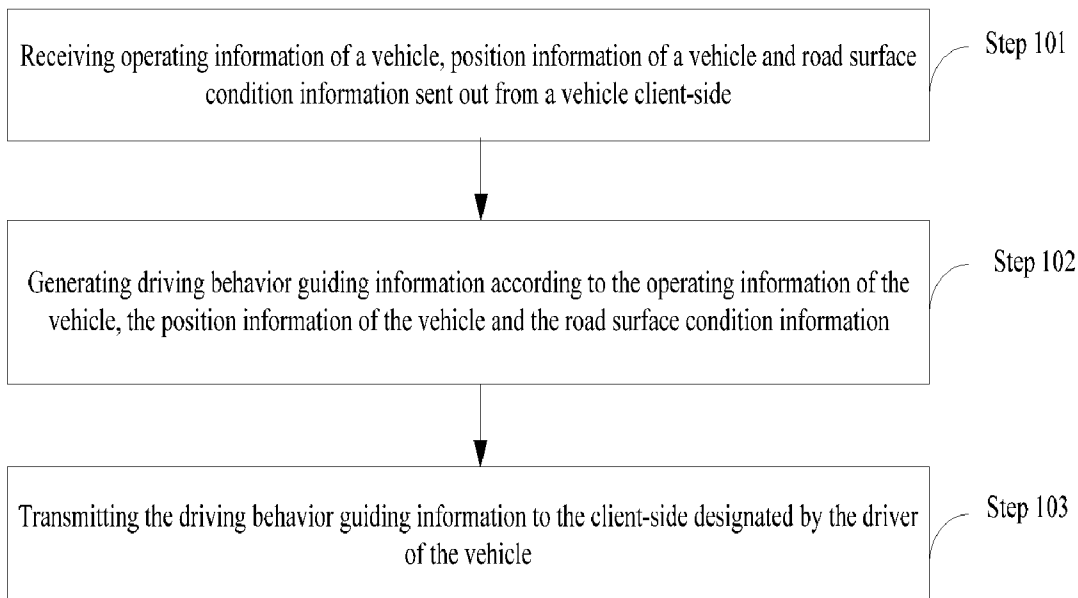 Receiving operating information of a vehicle, position information of a vehicle and road surface
condition information sent out from a vehicle client-side
Step 101
Generating driving behavior guiding information according to the operating information of the
vehicle, the position information of the vehicle and the road surface condition information
Step 102
Transmitting the driving behavior guiding information to the client-side designated by the driver
of the vehicle
Step 103